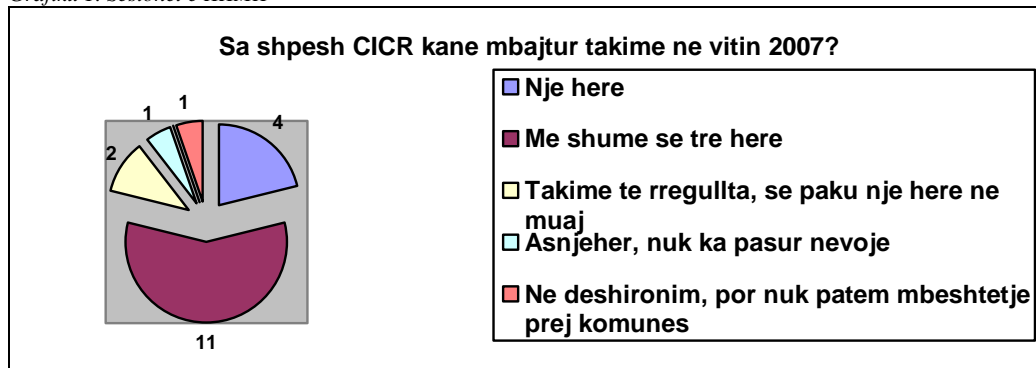 Sa shpesh CICR kane mbajtur takime ne vitin 2007?
1
1
4
2
11
Nje here
Me shume se tre here
Takime te rregullta, se paku nje here ne
muaj
Asnjeher, nuk ka pasur nevoje
Ne deshironim, por nuk patem mbeshtetje
prej komunes